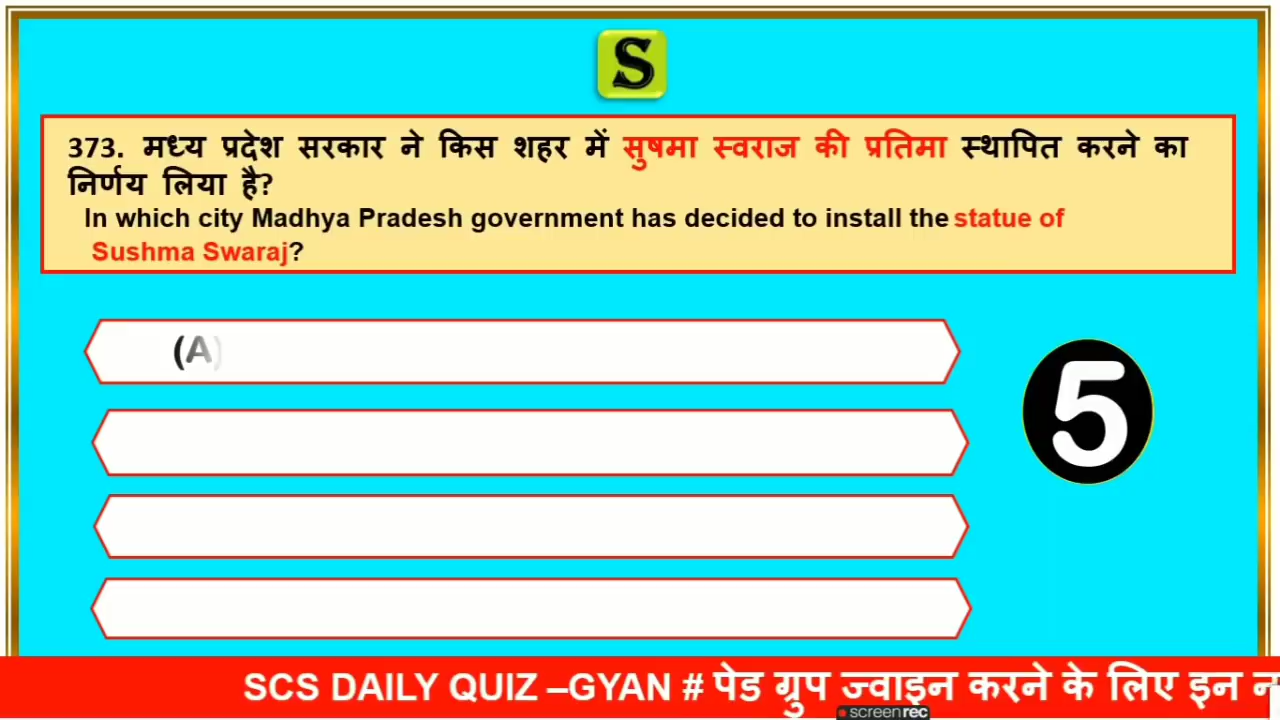 S
373. मध्य प्रदेश सरकार ने किस शहर में सुषमा स्वराज की प्रतिमा स्थापित करने का
निर्णय लिया है?
In which city Madhya Pradesh government has decided to install the statue of
Sushma Swaraj?
(A)
5
SCS DAILY QUIZ –GYAN # पेड ग्रुप ज्वाइन करने के लिए इन
screenrec